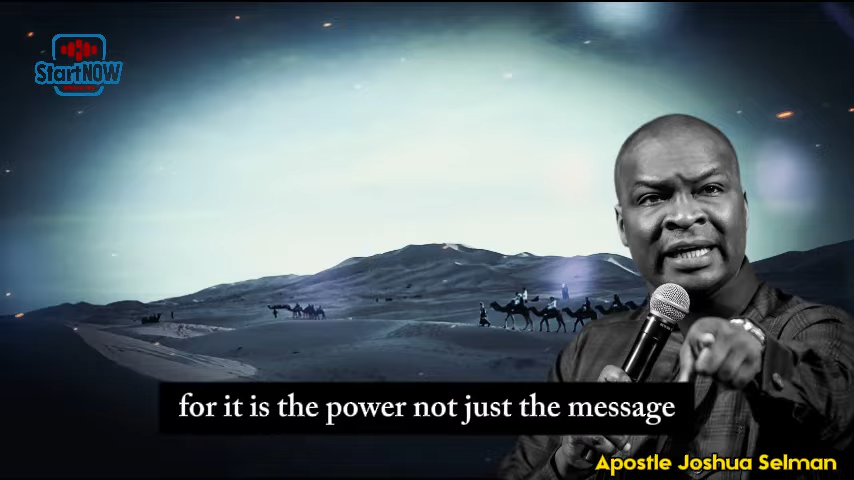 StartNOW
for it is the power not just the message
Apostle Joshua Selman